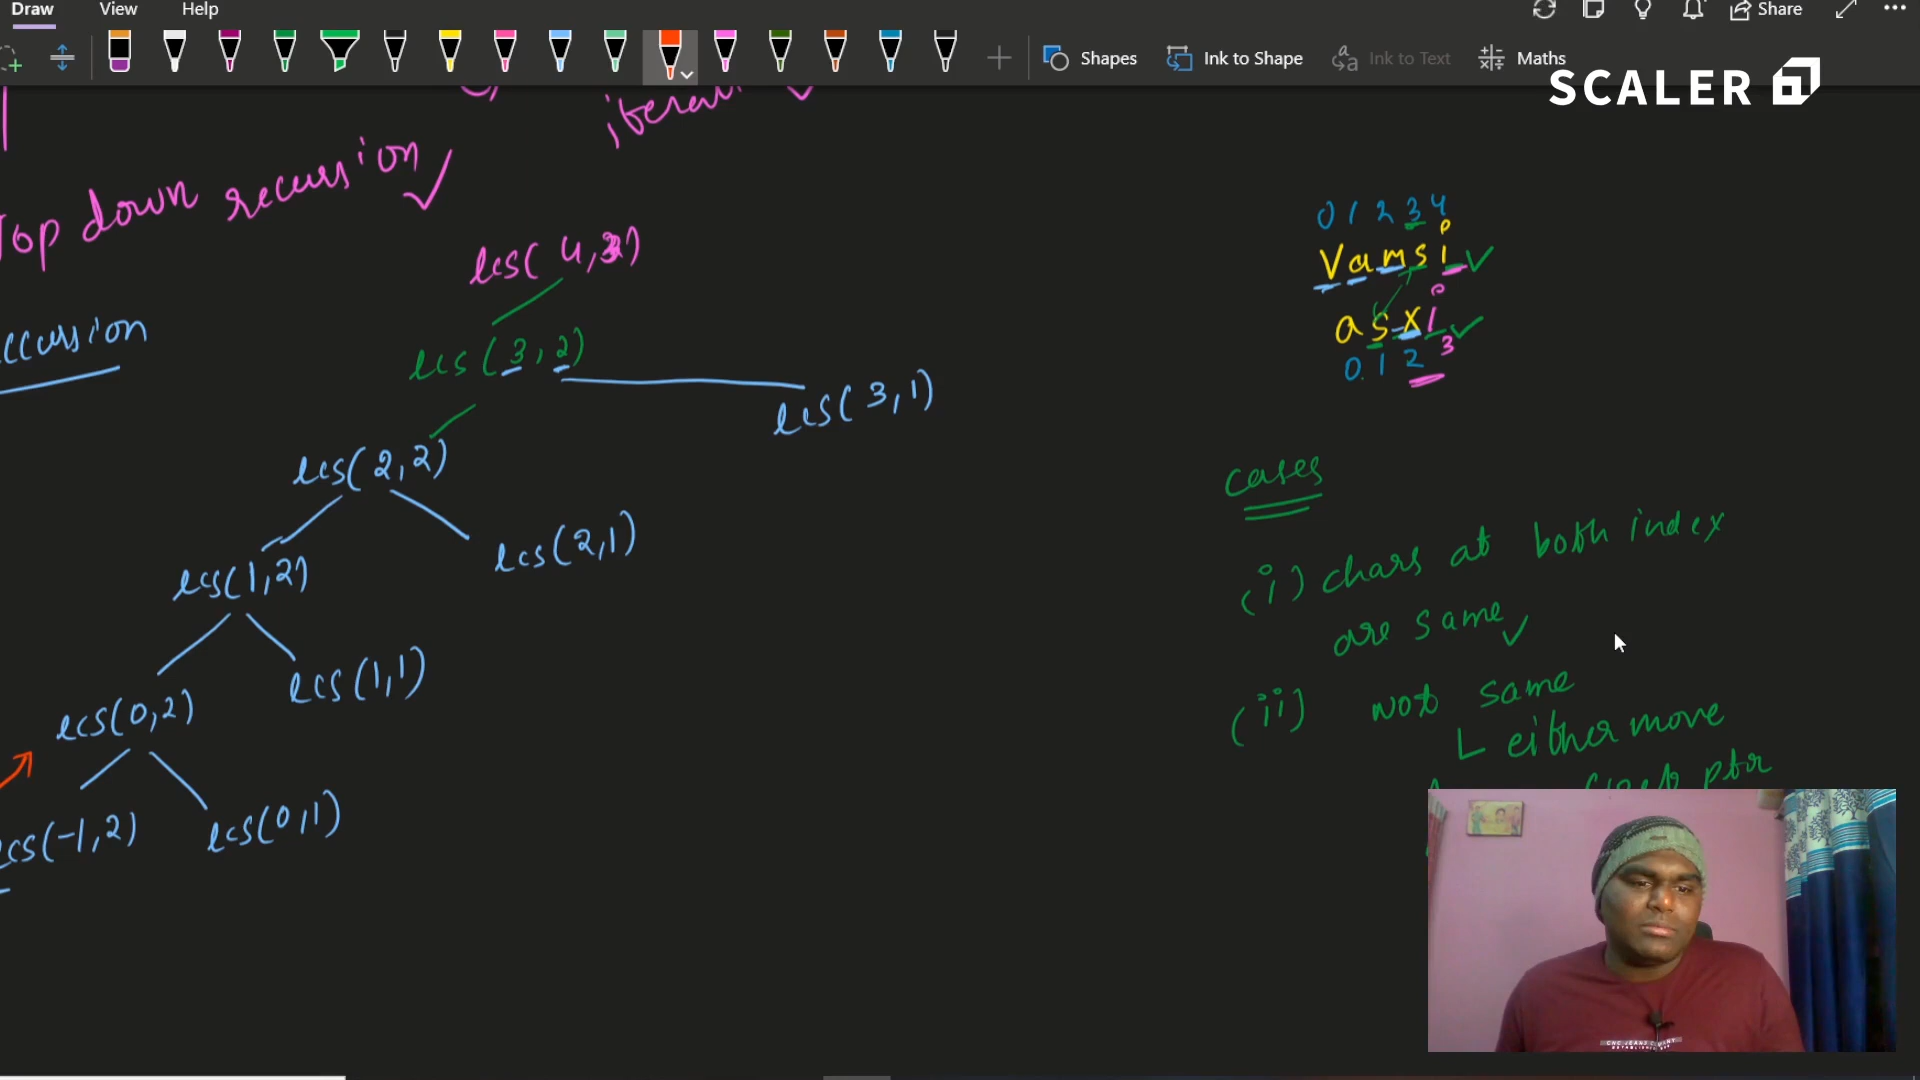 Draw View Help Share
Shapes Ink to Shape Ink to Text Maths
SCALER
Top down recursion
lcs(
lcs(3,2)
lcs(3,1)
lcs(2,2)
lcs(1,2)
lcs(2,1)
lcs(0,2)
lcs(1,1)
lcs(-1,2)
lcs(0,1)
0 1 2 3 4
Vamsi
asxi
0 1 2 3
cases
(i) chars at both index
are same
(ii) not same
either move
ptr